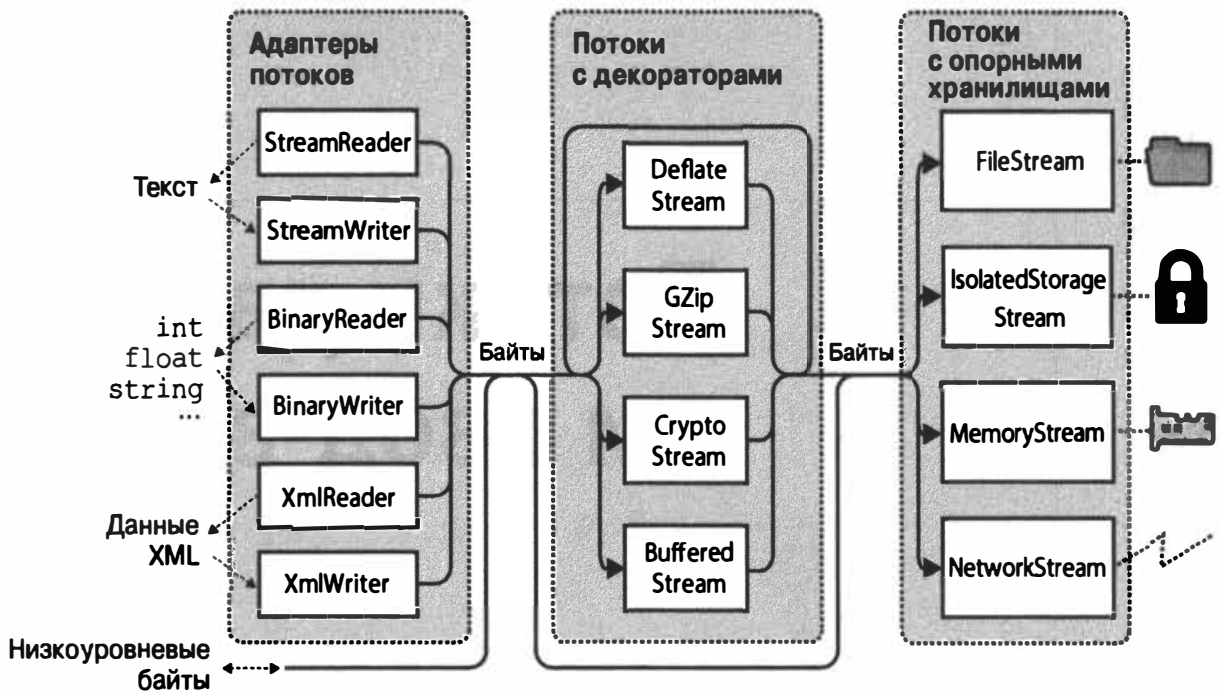 Адаптеры
потоков
StreamReader
StreamWriter
BinaryReader
BinaryWriter
XmlReader
XmlWriter
Текст
int
float
string
...
Данные
XML
Низкоуровневые
байты
Байты
Потоки
с декораторами
Deflate
Stream
GZip
Stream
Crypto
Stream
Buffered
Stream
Байты
Потоки
с опорными
хранилищами
FileStream
IsolatedStorage
Stream
MemoryStream
NetworkStream